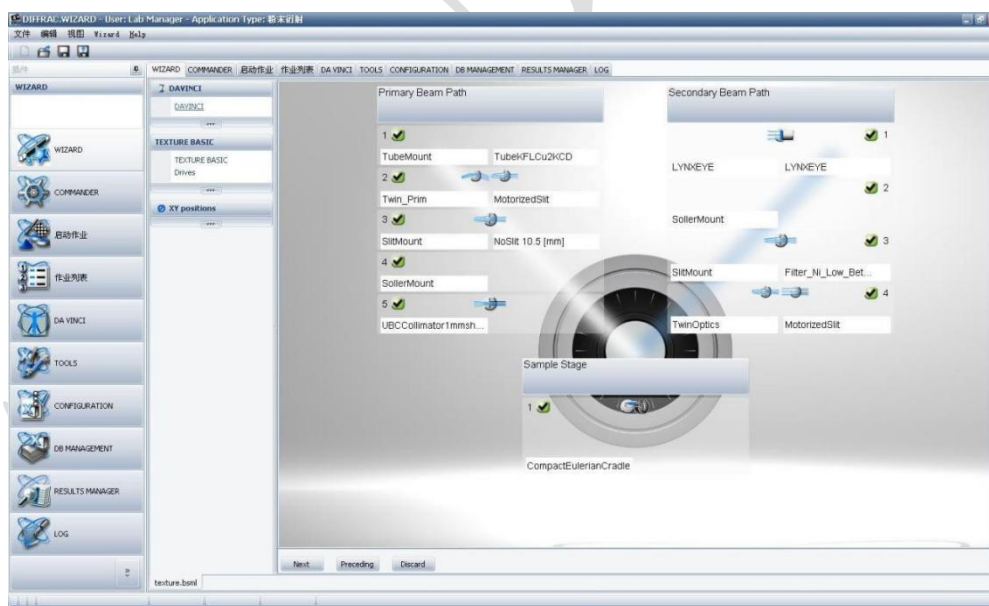 DIFFRAC.WIZARD - User: Lab Manager - Application Type: 粉末衍射
文件 编辑 视图 Wizard Help
插件
WIZARD COMMANDER 启动作业 作业列表 DA VINCI TOOLS CONFIGURATION DB MANAGEMENT RESULTS MANAGER LOG
WIZARD
WIZARD
COMMANDER
启动作业
作业列表
DA VINCI
TOOLS
CONFIGURATION
DB MANAGEMENT
RESULTS MANAGER
LOG
DAVINCI
DAVINCI
TEXTURE BASIC
TEXTURE BASIC
Drives
XY positions
Primary Beam Path
1
TubeMount TubeKFLCu2KCD
2
Twin_Prim MotorizedSlit
3
SlitMount NoSlit 10.5 [mm]
4
SollerMount
5
UBCCollimator1mmsh...
Secondary Beam Path
1
LYNXEYE LYNXEYE
2
SollerMount
3
SlitMount Filter_Ni_Low_Bet...
4
TwinOptics MotorizedSlit
Sample Stage
1
CompactEulerianCradle
Next Preceding Discard
texture.bsml